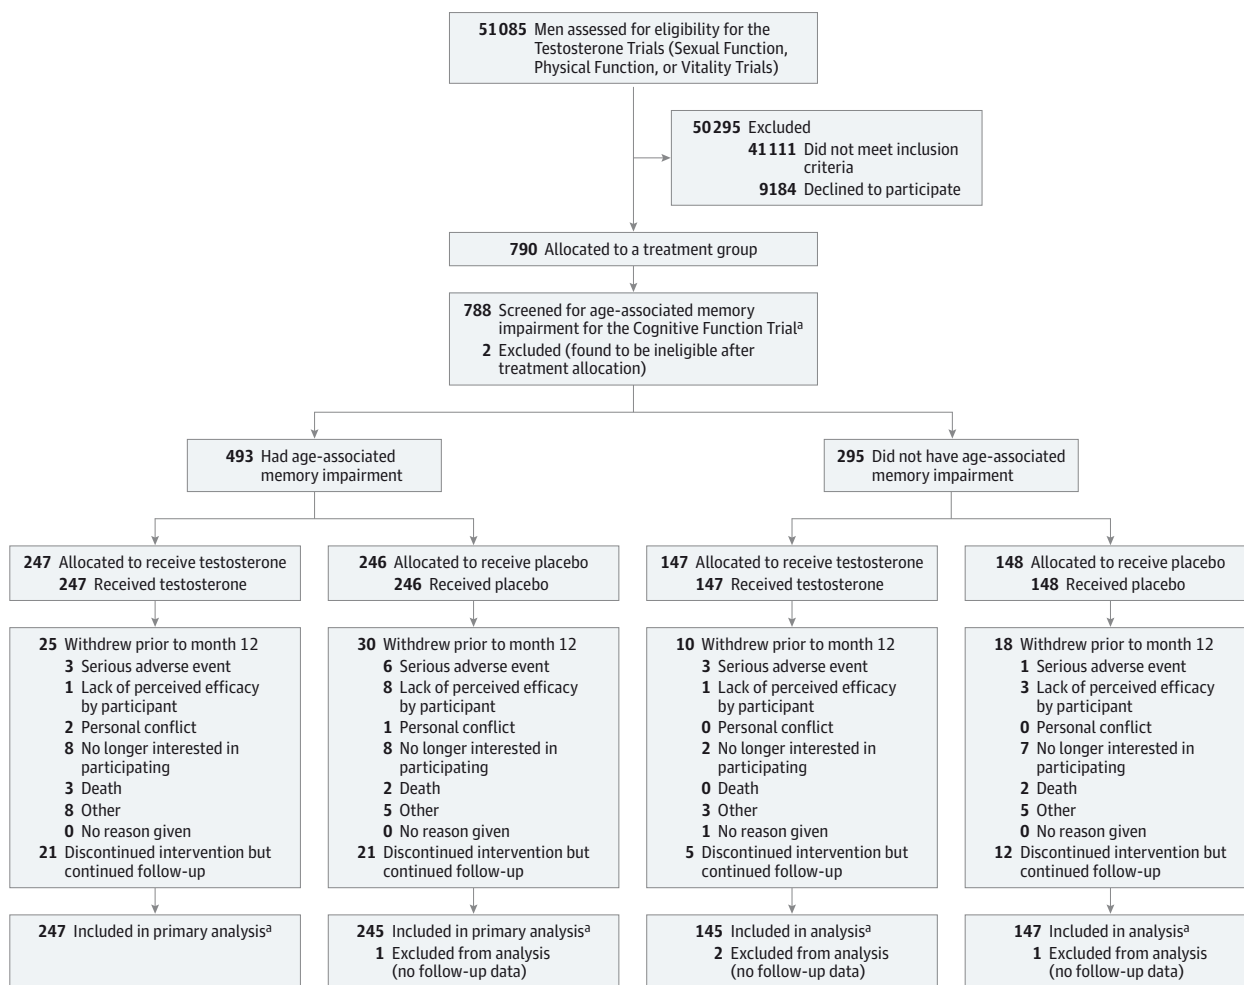 51085 Men assessed for eligibility for the
Testosterone Trials (Sexual Function,
Physical Function, or Vitality Trials)
50295 Excluded
41111 Did not meet inclusion
criteria
9184 Declined to participate
790 Allocated to a treatment group
788 Screened for age-associated memory
impairment for the Cognitive Function Trialᵃ
2 Excluded (found to be ineligible after
treatment allocation)
493 Had age-associated
memory impairment
295 Did not have age-associated
memory impairment
247 Allocated to receive testosterone
247 Received testosterone
246 Allocated to receive placebo
246 Received placebo
147 Allocated to receive testosterone
147 Received testosterone
148 Allocated to receive placebo
148 Received placebo
25 Withdrew prior to month 12
3 Serious adverse event
1 Lack of perceived efficacy
by participant
2 Personal conflict
8 No longer interested in
participating
3 Death
8 Other
0 No reason given
21 Discontinued intervention but
continued follow-up
30 Withdrew prior to month 12
6 Serious adverse event
8 Lack of perceived efficacy
by participant
1 Personal conflict
8 No longer interested in
participating
2 Death
5 Other
0 No reason given
21 Discontinued intervention but
continued follow-up
10 Withdrew prior to month 12
3 Serious adverse event
1 Lack of perceived efficacy
by participant
0 Personal conflict
2 No longer interested in
participating
0 Death
3 Other
1 No reason given
5 Discontinued intervention but
continued follow-up
18 Withdrew prior to month 12
1 Serious adverse event
3 Lack of perceived efficacy
by participant
0 Personal conflict
7 No longer interested in
participating
2 Death
5 Other
0 No reason given
12 Discontinued intervention but
continued follow-up
247 Included in primary analysisᵃ
245 Included in primary analysisᵃ
1 Excluded from analysis
(no follow-up data)
145 Included in analysisᵃ
2 Excluded from analysis
(no follow-up data)
147 Included in analysisᵃ
1 Excluded from analysis
(no follow-up data)